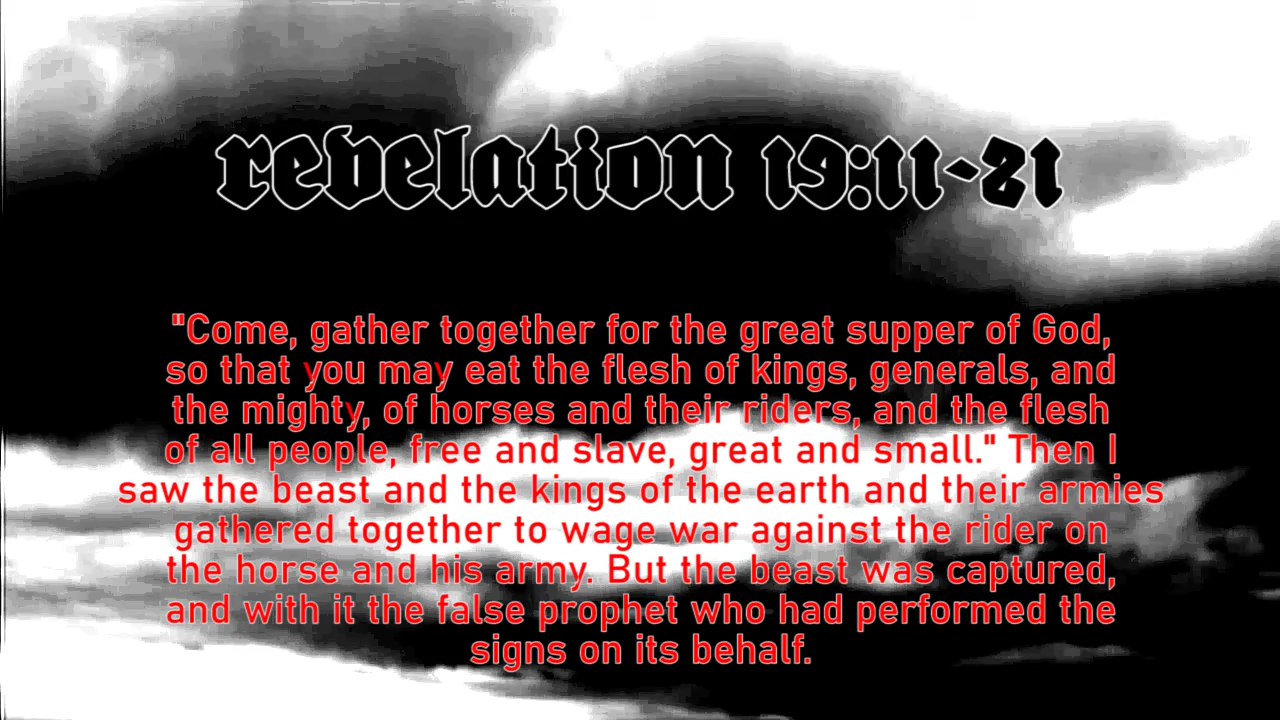 revelation 19:11-21
"Come, gather together for the great supper of God,
so that you may eat the flesh of kings, generals, and
the mighty, of horses and their riders, and the flesh
of all people, free and slave, great and small." Then I
saw the beast and the kings of the earth and their armies
gathered together to wage war against the rider on
the horse and his army. But the beast was captured,
and with it the false prophet who had performed the
signs on its behalf.